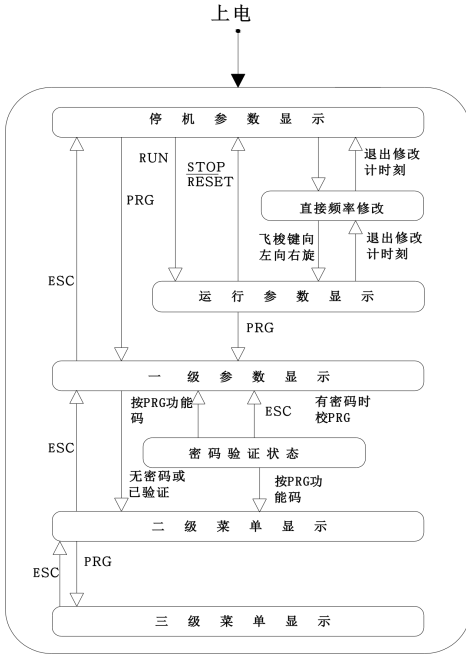 上电
停机参数显示
RUN
PRG
STOP
RESET
退出修改
计时刻
直接频率修改
飞梭键向
左向右旋
退出修改
计时刻
运行参数显示
ESC
PRG
一级参数显示
按PRG功能
码
ESC
有密码时
校PRG
ESC
密码验证状态
无密码或
已验证
按PRG功
能码
二级菜单显示
ESC
PRG
三级菜单显示